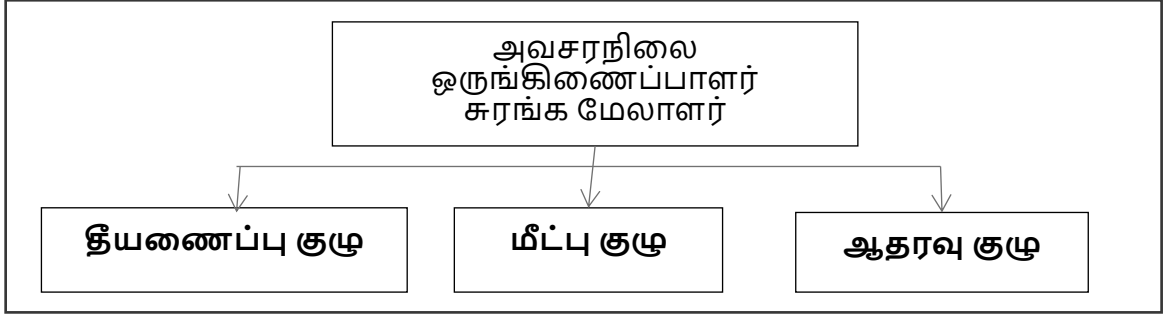 அவசரநிலை
ஒருங்கிணைப்பாளர்
சுரங்க மேலாளர்
தீயணைப்பு குழு
மீட்பு குழு
ஆதரவு குழு